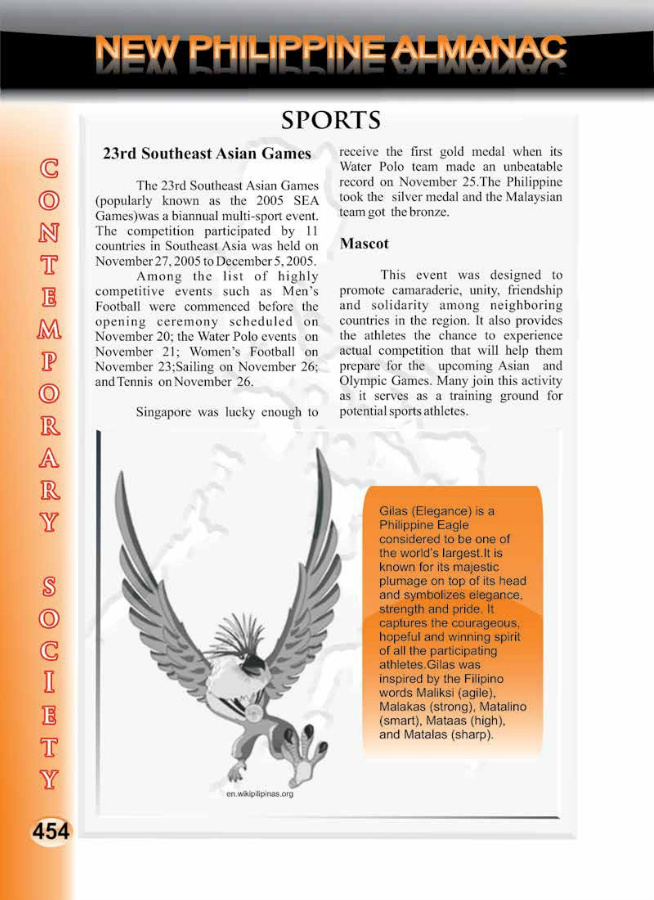 NEW PHILIPPINE ALMANAC
SPORTS
23rd Southeast Asian Games
The 23rd Southeast Asian Games
(popularly known as the 2005 SEA
Games)was a biannual multi-sport event.
The competition participated by 11
countries in Southeast Asia was held on
November 27, 2005 to December 5, 2005.
Among the list of highly
competitive events such as Men's
Football were commenced before the
opening ceremony scheduled on
November 20; the Water Polo events on
November 21; Women's Football on
November 23;Sailing on November 26;
and Tennis on November 26.
Singapore was lucky enough to
receive the first gold medal when its
Water Polo team made an unbeatable
record on November 25.The Philippine
took the silver medal and the Malaysian
team got the bronze.
Mascot
This event was designed to
promote camaraderie, unity, friendship
and solidarity among neighboring
countries in the region. It also provides
the athletes the chance to experience
actual competition that will help them
prepare for the upcoming Asian and
Olympic Games. Many join this activity
as it serves as a training ground for
potential sports athletes.
Gilas (Elegance) is a
Philippine Eagle
considered to be one of
the world's largest.It is
known for its majestic
plumage on top of its head
and symbolizes elegance,
strength and pride. It
captures the courageous,
hopeful and winning spirit
of all the participating
athletes.Gilas was
inspired by the Filipino
words Maliksi (agile),
Malakas (strong), Matalino
(smart), Mataas (high),
and Matalas (sharp).
en.wikipilipinas.org
CONTEMPORARY SOCIETY
454